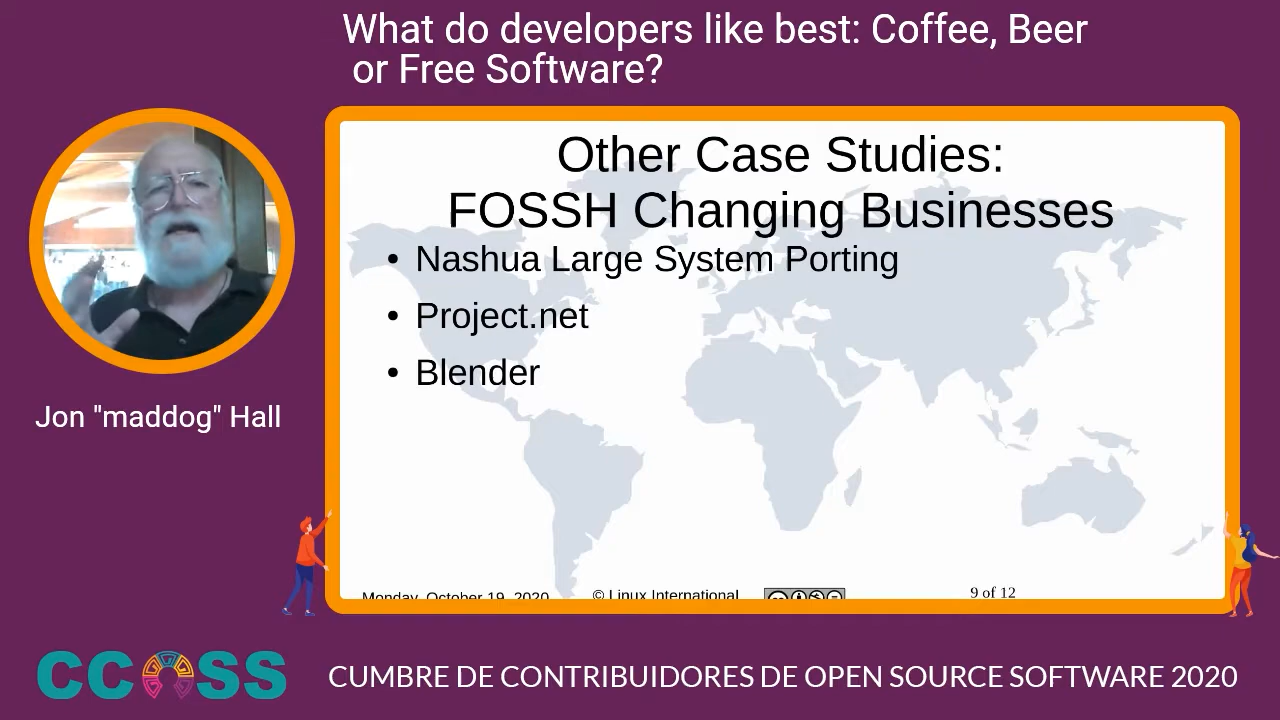 What do developers like best: Coffee, Beer
or Free Software?
Other Case Studies:
FOSSH Changing Businesses
• Nashua Large System Porting
• Project.net
• Blender
Monday, October 19, 2020
© Linux International
9 of 12
Jon "maddog" Hall
CCOSS
CUMBRE DE CONTRIBUIDORES DE OPEN SOURCE SOFTWARE 2020